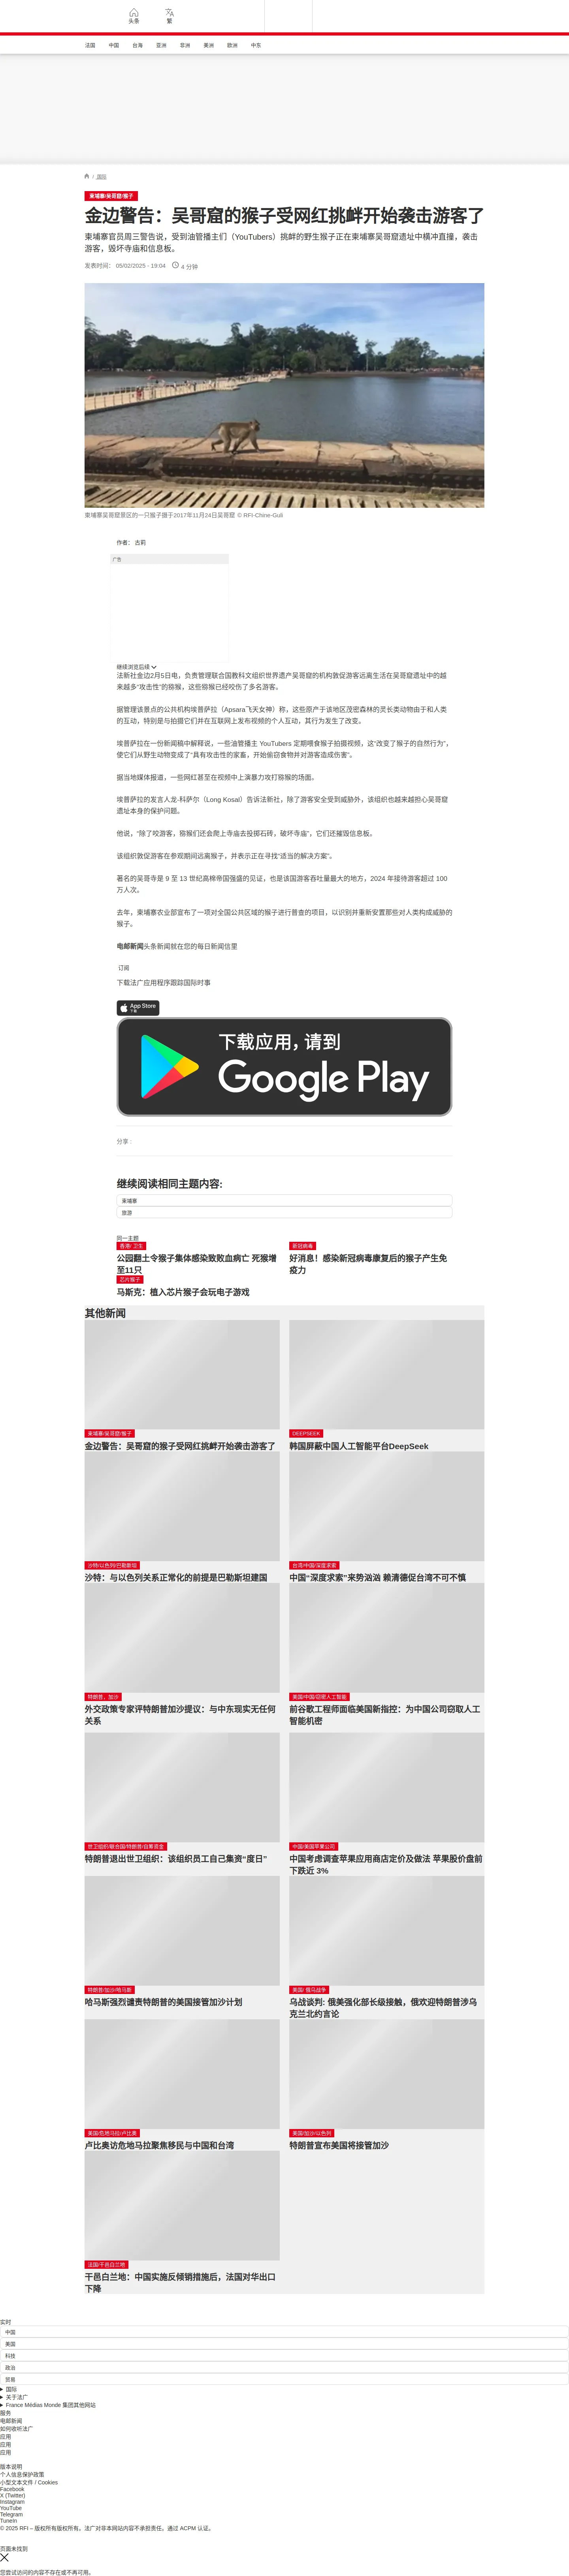 头条
繁
法国
中国
台海
亚洲
非洲
美洲
欧洲
中东
/ 国际
柬埔寨/吴哥窟/猴子
金边警告：吴哥窟的猴子受网红挑衅开始袭击游客了
柬埔寨官员周三警告说，受到油管播主们（YouTubers）挑衅的野生猴子正在柬埔寨吴哥窟遗址中横冲直撞，袭击
游客，毁坏寺庙和信息板。
发表时间： 05/02/2025 - 19:04
4 分钟
柬埔寨吴哥窟景区的一只猴子摄于2017年11月24日吴哥窟 © RFI-Chine-Guli
作者： 古莉
广告
继续浏览后续
法新社金边2月5日电，负责管理联合国教科文组织世界遗产吴哥窟的机构敦促游客远离生活在吴哥窟遗址中的越
来越多“攻击性”的猕猴，这些猕猴已经咬伤了多名游客。
据管理该景点的公共机构埃普萨拉（Apsara飞天女神）称，这些原产于该地区茂密森林的灵长类动物由于和人类
的互动，特别是与拍摄它们并在互联网上发布视频的个人互动，其行为发生了改变。
埃普萨拉在一份新闻稿中解释说，一些油管播主 YouTubers 定期喂食猴子拍摄视频，这“改变了猴子的自然行为”，
使它们从野生动物变成了“具有攻击性的家畜，开始偷窃食物并对游客造成伤害”。
据当地媒体报道，一些网红甚至在视频中上演暴力攻打猕猴的场面。
埃普萨拉的发言人龙-科萨尔（Long Kosal）告诉法新社，除了游客安全受到威胁外，该组织也越来越担心吴哥窟
遗址本身的保护问题。
他说，“除了咬游客，猕猴们还会爬上寺庙去投掷石砖，破坏寺庙”，它们还摧毁信息板。
该组织敦促游客在参观期间远离猴子，并表示正在寻找“适当的解决方案”。
著名的吴哥寺是 9 至 13 世纪高棉帝国强盛的见证，也是该国游客吞吐量最大的地方，2024 年接待游客超过 100
万人次。
去年，柬埔寨农业部宣布了一项对全国公共区域的猴子进行普查的项目，以识别并重新安置那些对人类构成威胁的
猴子。
电邮新闻头条新闻就在您的每日新闻信里
订阅
下载法广应用程序跟踪国际时事
App Store
下载
下载应用，请到
Google Play
分享 :
继续阅读相同主题内容:
柬埔寨
旅游
同一主题
香港/ 卫生
公园翻土令猴子集体感染致败血病亡 死猴增
至11只
新冠病毒
好消息！感染新冠病毒康复后的猴子产生免
疫力
芯片猴子
马斯克：植入芯片猴子会玩电子游戏
其他新闻
柬埔寨/吴哥窟/猴子
金边警告：吴哥窟的猴子受网红挑衅开始袭击游客了
DEEPSEEK
韩国屏蔽中国人工智能平台DeepSeek
沙特/以色列/巴勒斯坦
沙特：与以色列关系正常化的前提是巴勒斯坦建国
台湾/中国/深度求索
中国“深度求索”来势汹汹 赖清德促台湾不可不慎
特朗普，加沙
外交政策专家评特朗普加沙提议：与中东现实无任何
关系
美国/中国/窃密人工智能
前谷歌工程师面临美国新指控：为中国公司窃取人工
智能机密
世卫组织/联合国/特朗普/自筹资金
特朗普退出世卫组织：该组织员工自己集资“度日”
中国/美国苹果公司
中国考虑调查苹果应用商店定价及做法 苹果股价盘前
下跌近 3%
特朗普/加沙/哈马斯
哈马斯强烈谴责特朗普的美国接管加沙计划
美国/ 俄乌战争
乌战谈判: 俄美强化部长级接触，俄欢迎特朗普涉乌
克兰北约言论
美国/危地马拉/卢比奥
卢比奥访危地马拉聚焦移民与中国和台湾
美国/加沙/以色列
特朗普宣布美国将接管加沙
法国/干邑白兰地
干邑白兰地：中国实施反倾销措施后，法国对华出口
下降
实时
中国
美国
科技
政治
贸易
国际
关于法广
France Médias Monde 集团其他网站
服务
电邮新闻
如何收听法广
应用
应用
应用
版本说明
个人信息保护政策
小型文本文件 / Cookies
Facebook
X (Twitter)
Instagram
YouTube
Telegram
TuneIn
© 2025 RFI – 版权所有版权所有。法广对非本网站内容不承担责任。通过 ACPM 认证。
页面未找到
您尝试访问的内容不存在或不再可用。